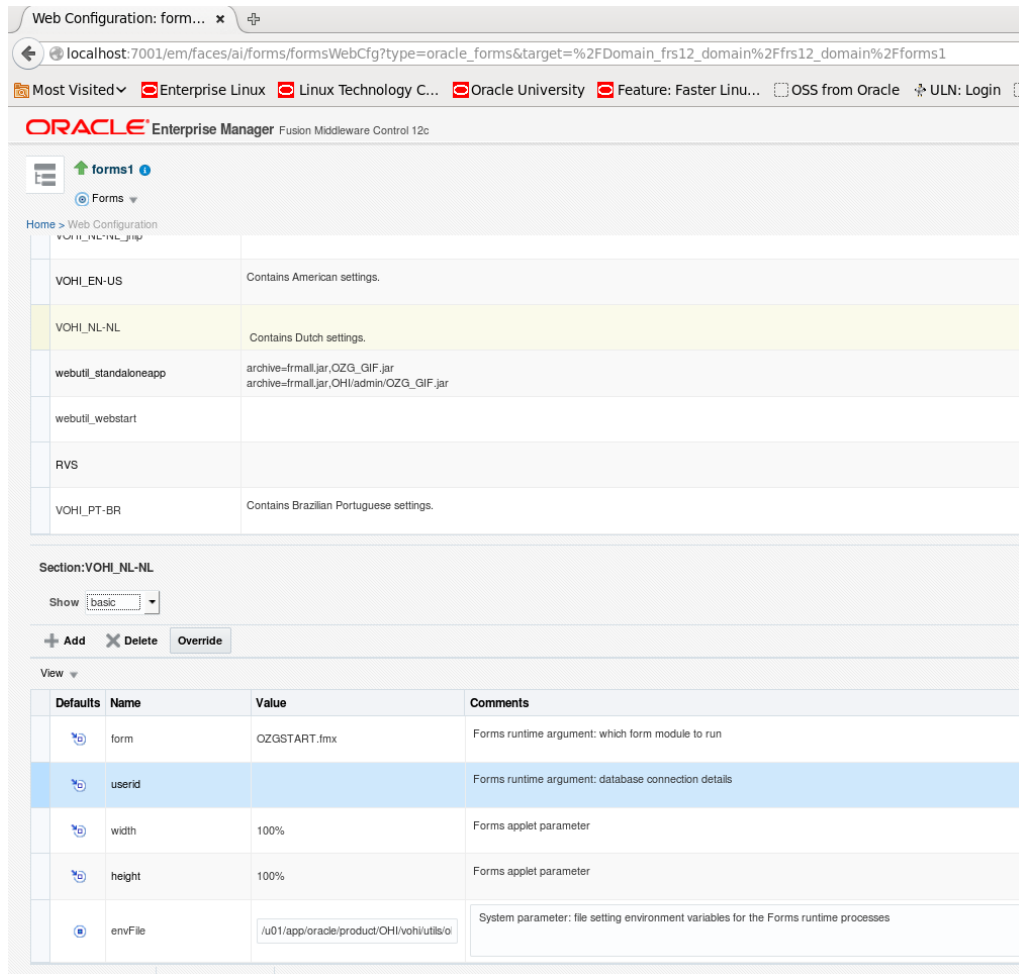 Web Configuration: form...
localhost:7001/em/faces/ai/forms/formsWebCfg?type=oracle_forms&target=%2FDomain_frs12_domain%2Ffrs12_domain%2Fforms1
Most Visited Enterprise Linux Linux Technology C... Oracle University Feature: Faster Linu... OSS from Oracle ULN: Login
ORACLE Enterprise Manager Fusion Middleware Control 12c
forms1
Forms
Home > Web Configuration
VOHI_NL-NL_jnlp
VOHI_EN-US Contains American settings.
VOHI_NL-NL Contains Dutch settings.
webutil_standaloneapp archive=frmall.jar,OZG_GIF.jar
archive=frmall.jar,OHI/admin/OZG_GIF.jar
webutil_webstart
RVS
VOHI_PT-BR Contains Brazilian Portuguese settings.
Section:VOHI_NL-NL
Show basic
Add Delete Override
View
Defaults Name Value Comments
form OZGSTART.fmx Forms runtime argument: which form module to run
userid Forms runtime argument: database connection details
width 100% Forms applet parameter
height 100% Forms applet parameter
envFile /u01/app/oracle/product/OHI/vohi/utils/o System parameter: file setting environment variables for the Forms runtime processes